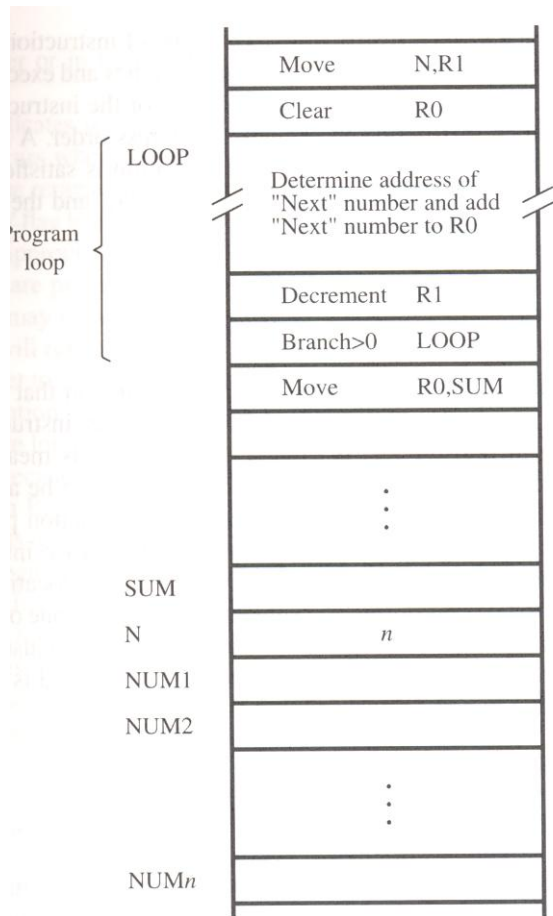 Move N,R1
Clear R0
LOOP
Determine address of
"Next" number and add
"Next" number to R0
Program
loop
Decrement R1
Branch>0 LOOP
Move R0,SUM
SUM
N n
NUM1
NUM2
NUMn